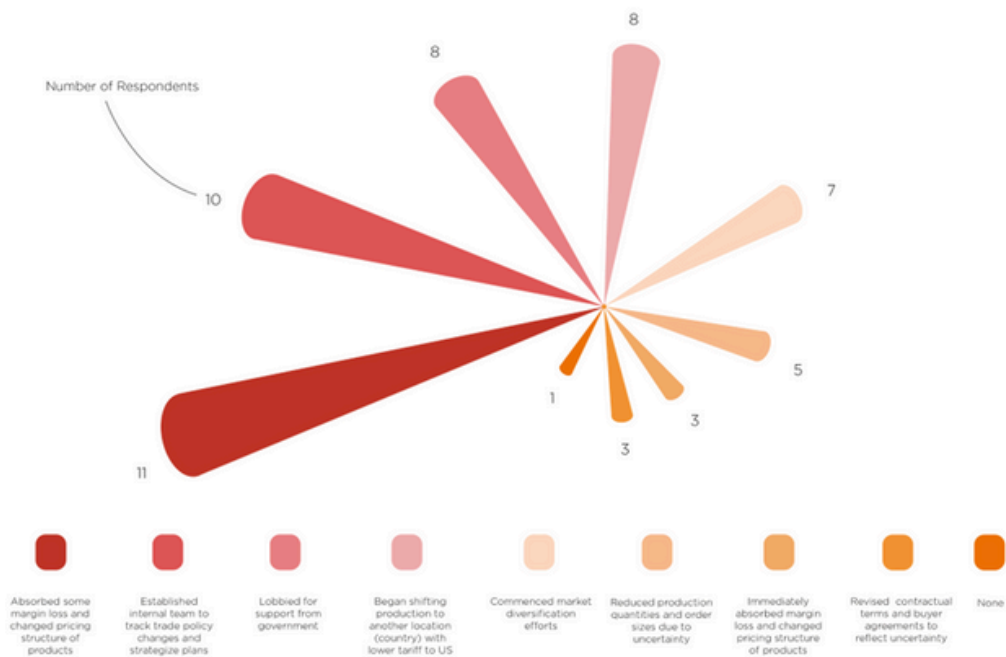 8
8
Number of Respondents
7
10
5
1
3
3
11
Absorbed some
margin loss and
changed pricing
structure of
products
Established
internal team to
track trade policy
changes and
strategize plans
Lobbied for
support from
government
Began shifting
production to
another location
(country) with
lower tariff to US
Commenced market
diversification
efforts
Reduced production
quantities and order
sizes due to
uncertainty
Immediately
absorbed margin
loss and changed
pricing structure
of products
Revised contractual
terms and buyer
agreements to
reflect uncertainty
None